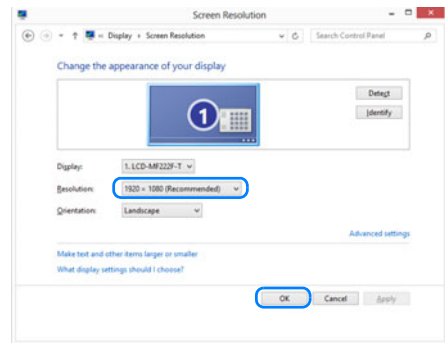 Screen Resolution
« Display › Screen Resolution
Search Control Panel
Change the appearance of your display
1
Detect
Identify
Display: 1. LCD-MF222F-T
Resolution: 1920 × 1080 (Recommended)
Orientation: Landscape
Advanced settings
Make text and other items larger or smaller
What display settings should I choose?
OK Cancel Apply